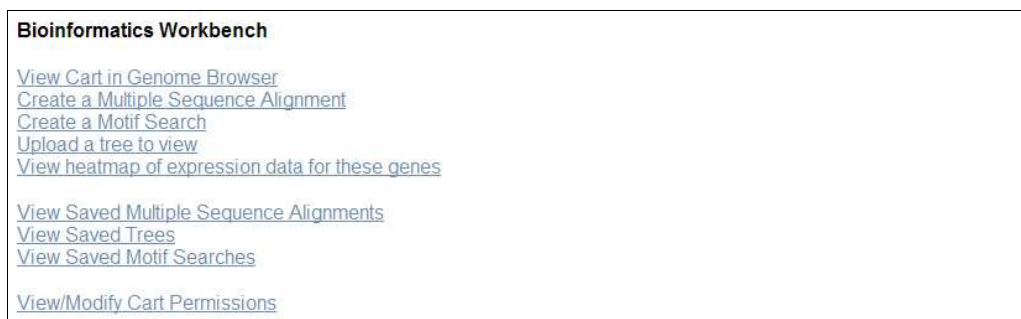 Bioinformatics Workbench
View Cart in Genome Browser
Create a Multiple Sequence Alignment
Create a Motif Search
Upload a tree to view
View heatmap of expression data for these genes
View Saved Multiple Sequence Alignments
View Saved Trees
View Saved Motif Searches
View/Modify Cart Permissions